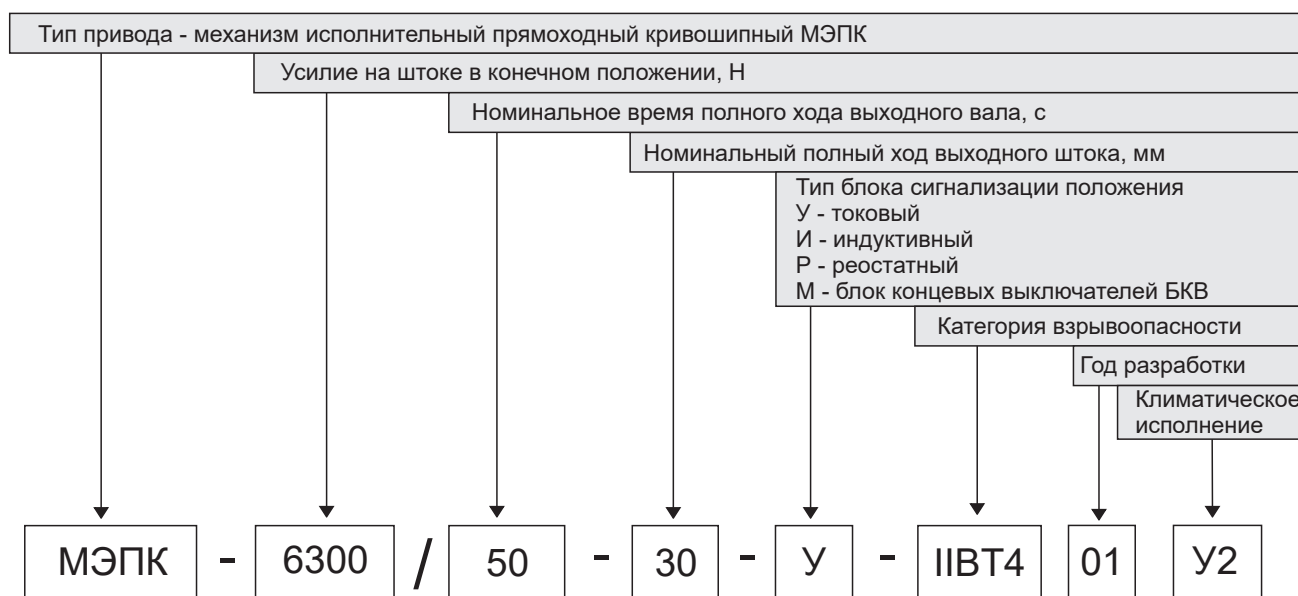 Тип привода - механизм исполнительный прямоходный кривошипный МЭПК
Усилие на штоке в конечном положении, Н
Номинальное время полного хода выходного вала, с
Номинальный полный ход выходного штока, мм
Тип блока сигнализации положения
У - токовый
И - индуктивный
Р - реостатный
М - блок концевых выключателей БКВ
Категория взрывоопасности
Год разработки
Климатическое
исполнение
МЭПК - 6300 / 50 - 30 - У - IIBT4 01 У2